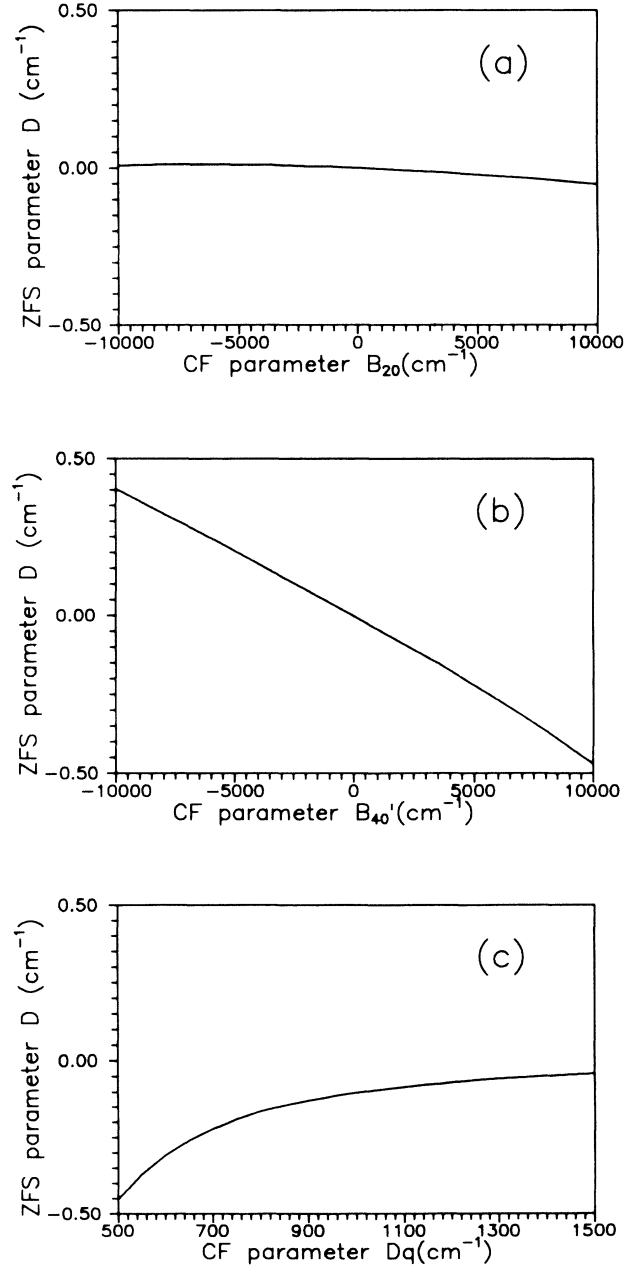 0.50
(a)
0.00
ZFS parameter D (cm⁻¹)
−0.50
−10000 −5000 0 5000 10000
CF parameter B₂₀(cm⁻¹)
0.50
(b)
0.00
ZFS parameter D (cm⁻¹)
−0.50
−10000 −5000 0 5000 10000
CF parameter B₄₀'(cm⁻¹)
0.50
(c)
0.00
ZFS parameter D (cm⁻¹)
−0.50
500 700 900 1100 1300 1500
CF parameter Dq(cm⁻¹)